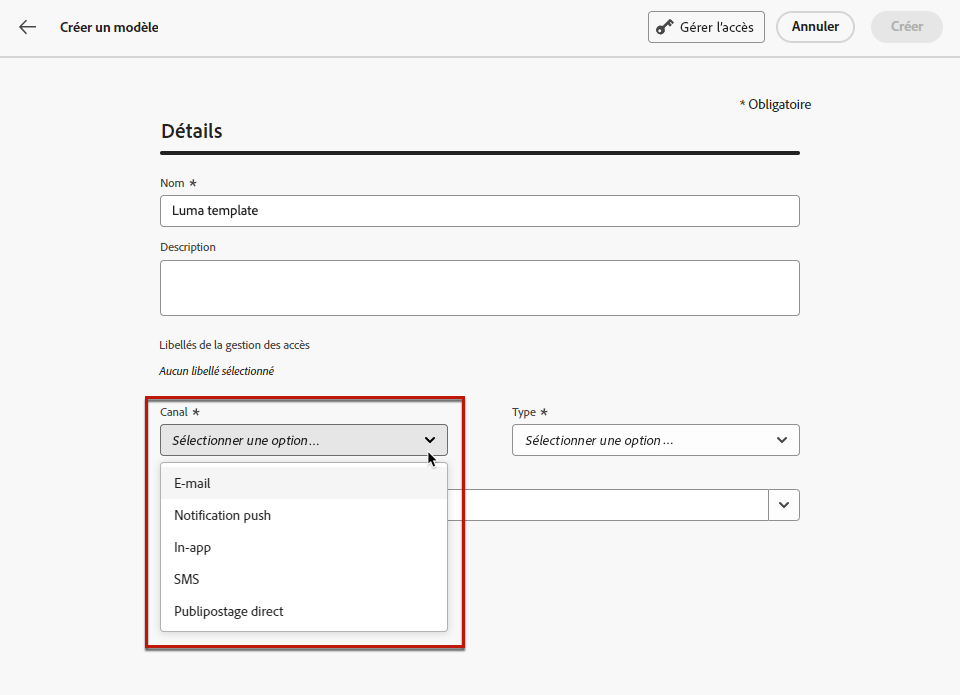 Créer un modèle
Gérer l'accès
Annuler
Créer
* Obligatoire
Détails
Nom *
Luma template
Description
Libellés de la gestion des accès
Aucun libellé sélectionné
Canal *
Type *
Sélectionner une option...
Sélectionner une option...
E-mail
Notification push
In-app
SMS
Publipostage direct